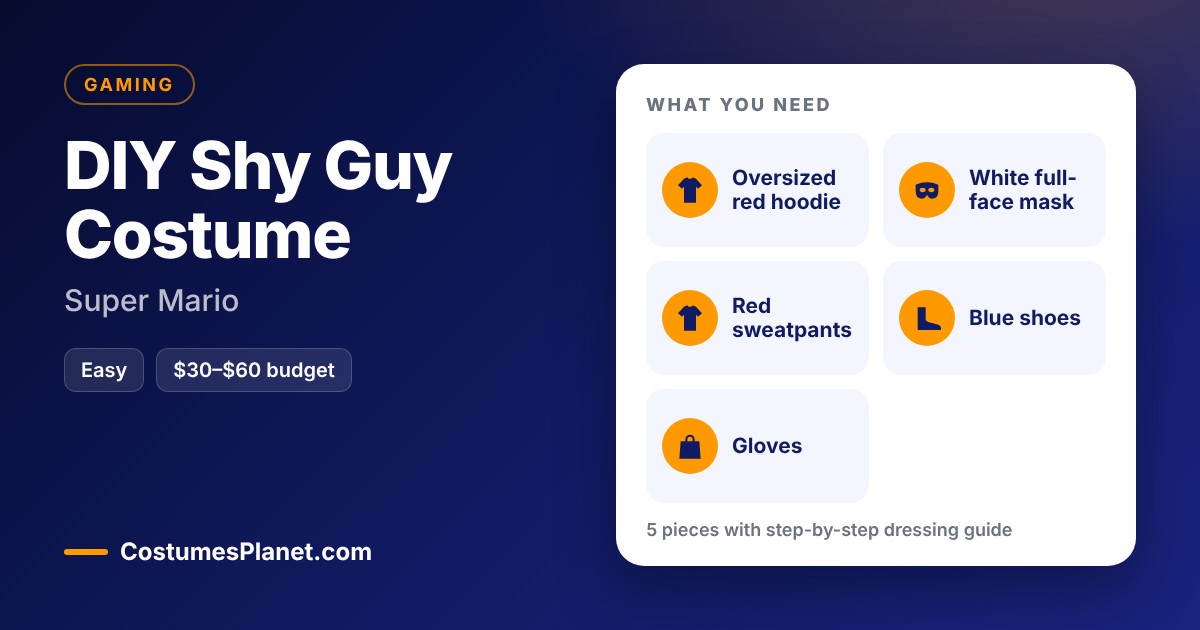 GAMING
DIY Shy Guy
Costume
Super Mario
Easy
$30–$60 budget
CostumesPlanet.com
WHAT YOU NEED
Oversized
red hoodie
White full-
face mask
Red
sweatpants
Blue shoes
Gloves
5 pieces with step-by-step dressing guide